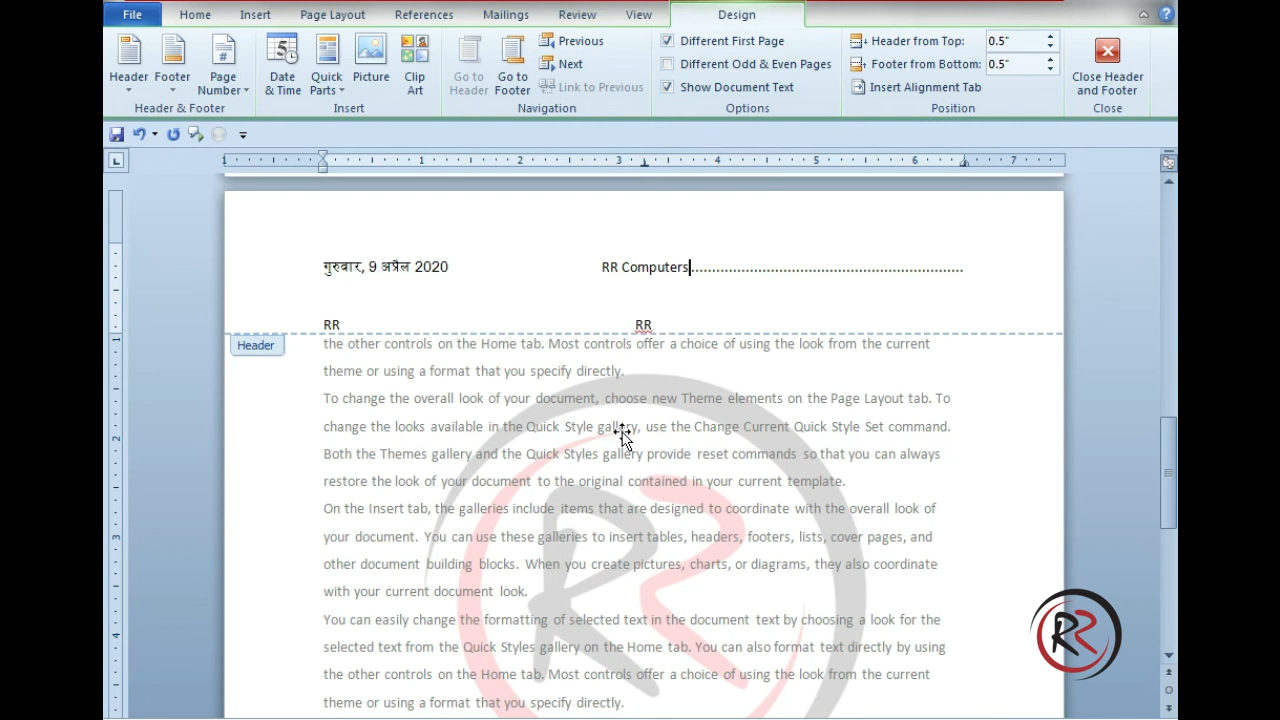 File Home Insert Page Layout References Mailings Review View Design
Header Footer Page Number Date & Time Quick Parts Picture Clip Art Go to Header Go to Footer Previous Next Link to Previous
Different First Page
Different Odd & Even Pages
Show Document Text
Header from Top: 0.5"
Footer from Bottom: 0.5"
Insert Alignment Tab
Close Header and Footer
Header & Footer Insert Navigation Options Position Close
1 1 2 3 4 5 6 7
गुरुवार, 9 अप्रैल 2020 RR Computers.................................................................
RR RR
Header
the other controls on the Home tab. Most controls offer a choice of using the look from the current
theme or using a format that you specify directly.
To change the overall look of your document, choose new Theme elements on the Page Layout tab. To
change the looks available in the Quick Style gallery, use the Change Current Quick Style Set command.
Both the Themes gallery and the Quick Styles gallery provide reset commands so that you can always
restore the look of your document to the original contained in your current template.
On the Insert tab, the galleries include items that are designed to coordinate with the overall look of
your document. You can use these galleries to insert tables, headers, footers, lists, cover pages, and
other document building blocks. When you create pictures, charts, or diagrams, they also coordinate
with your current document look.
You can easily change the formatting of selected text in the document text by choosing a look for the
selected text from the Quick Styles gallery on the Home tab. You can also format text directly by using
the other controls on the Home tab. Most controls offer a choice of using the look from the current
theme or using a format that you specify directly.
1
2
3
4
RR
RR